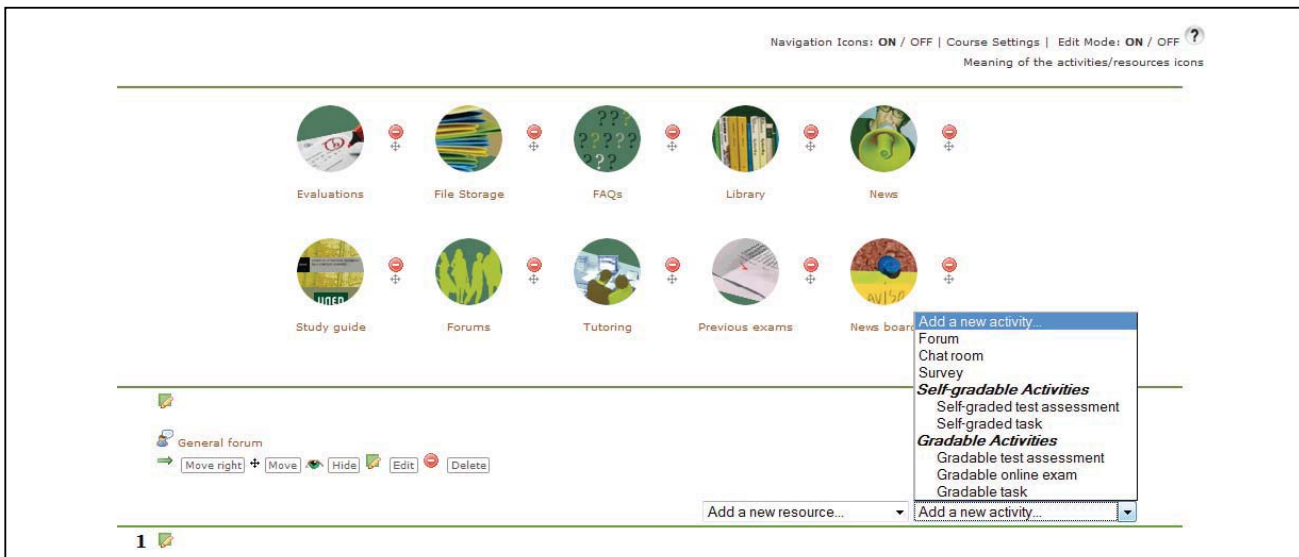 Navigation Icons: ON / OFF | Course Settings | Edit Mode: ON / OFF ?
Meaning of the activities/resources icons
Evaluations File Storage FAQs Library News
UNED
AVISO
Study guide Forums Tutoring Previous exams News board
Add a new activity...
Forum
Chat room
Survey
Self-gradable Activities
Self-graded test assessment
Self-graded task
Gradable Activities
Gradable test assessment
Gradable online exam
Gradable task
General forum
Move right Move Hide Edit Delete
Add a new resource... Add a new activity...
1